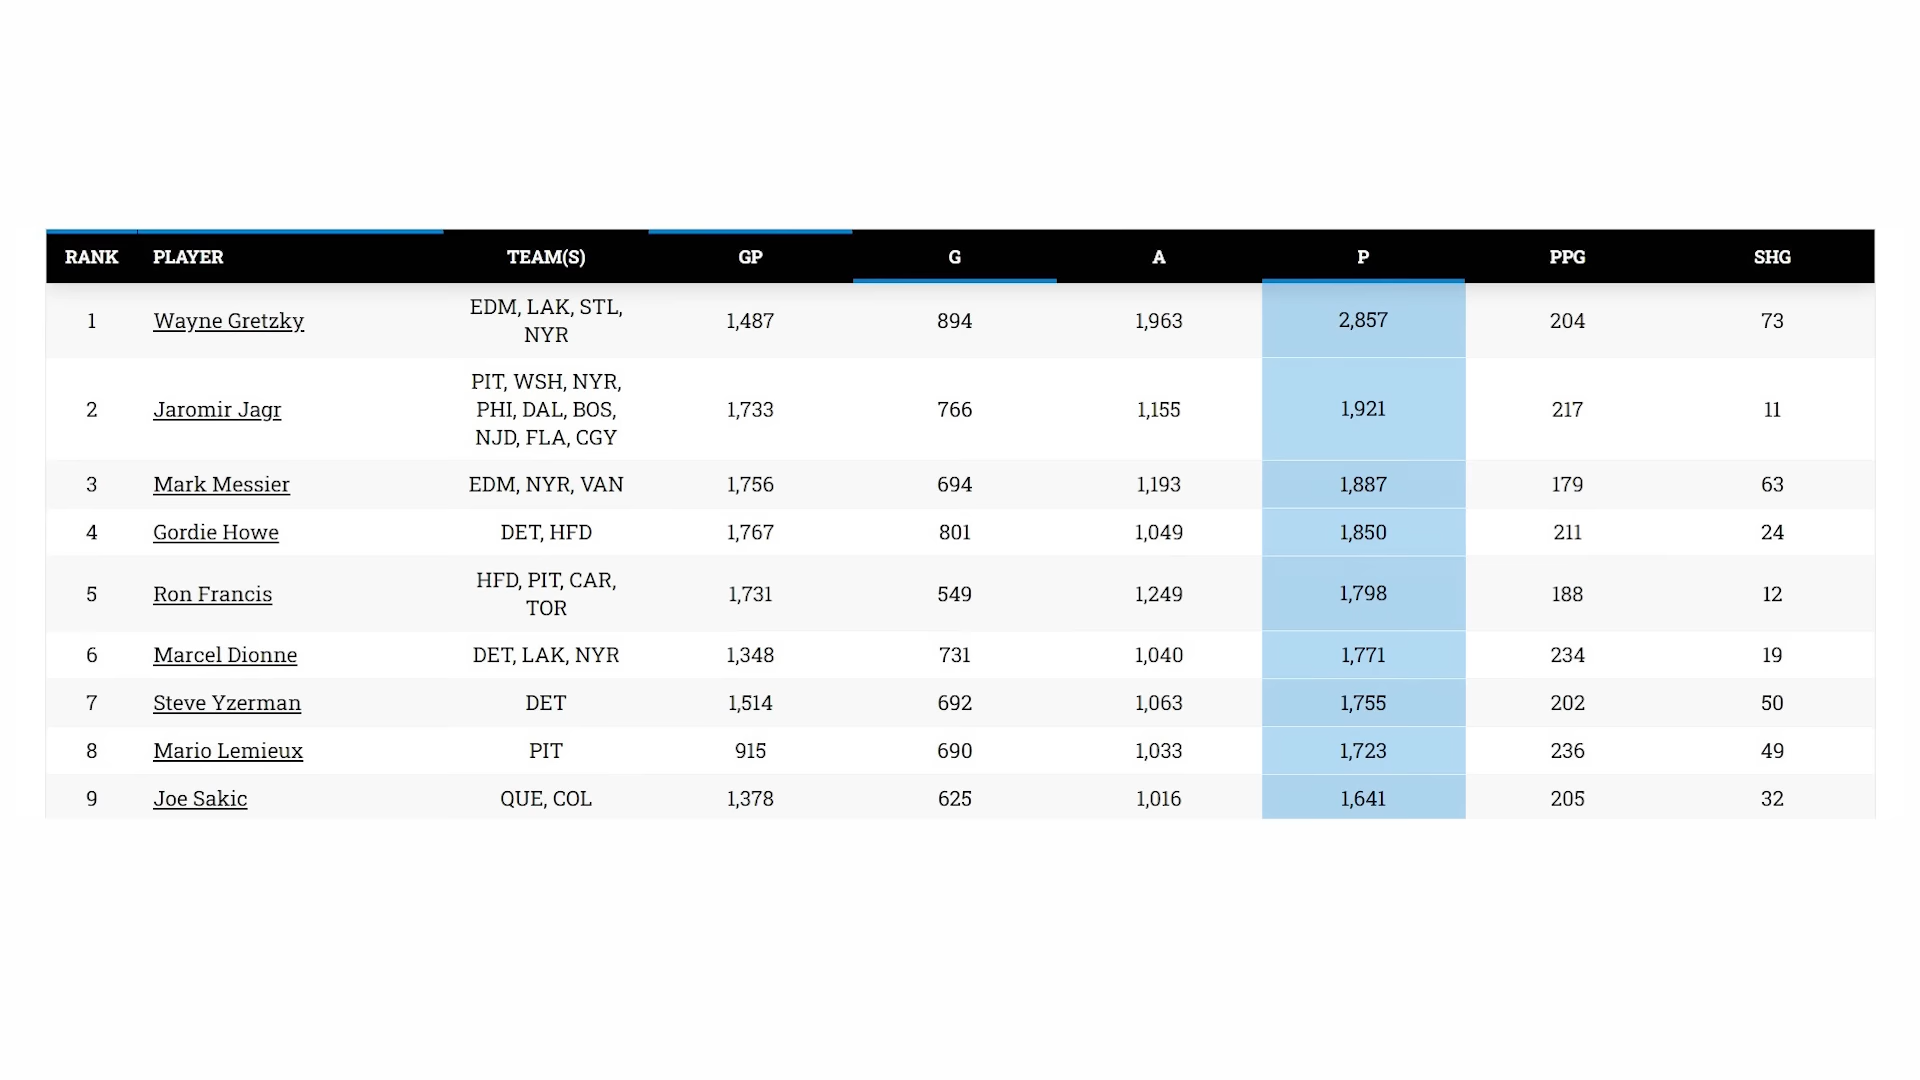 RANK PLAYER TEAM(S) GP G A P PPG SHG
1 Wayne Gretzky EDM, LAK, STL, NYR 1,487 894 1,963 2,857 204 73
2 Jaromir Jagr PIT, WSH, NYR, PHI, DAL, BOS, NJD, FLA, CGY 1,733 766 1,155 1,921 217 11
3 Mark Messier EDM, NYR, VAN 1,756 694 1,193 1,887 179 63
4 Gordie Howe DET, HFD 1,767 801 1,049 1,850 211 24
5 Ron Francis HFD, PIT, CAR, TOR 1,731 549 1,249 1,798 188 12
6 Marcel Dionne DET, LAK, NYR 1,348 731 1,040 1,771 234 19
7 Steve Yzerman DET 1,514 692 1,063 1,755 202 50
8 Mario Lemieux PIT 915 690 1,033 1,723 236 49
9 Joe Sakic QUE, COL 1,378 625 1,016 1,641 205 32